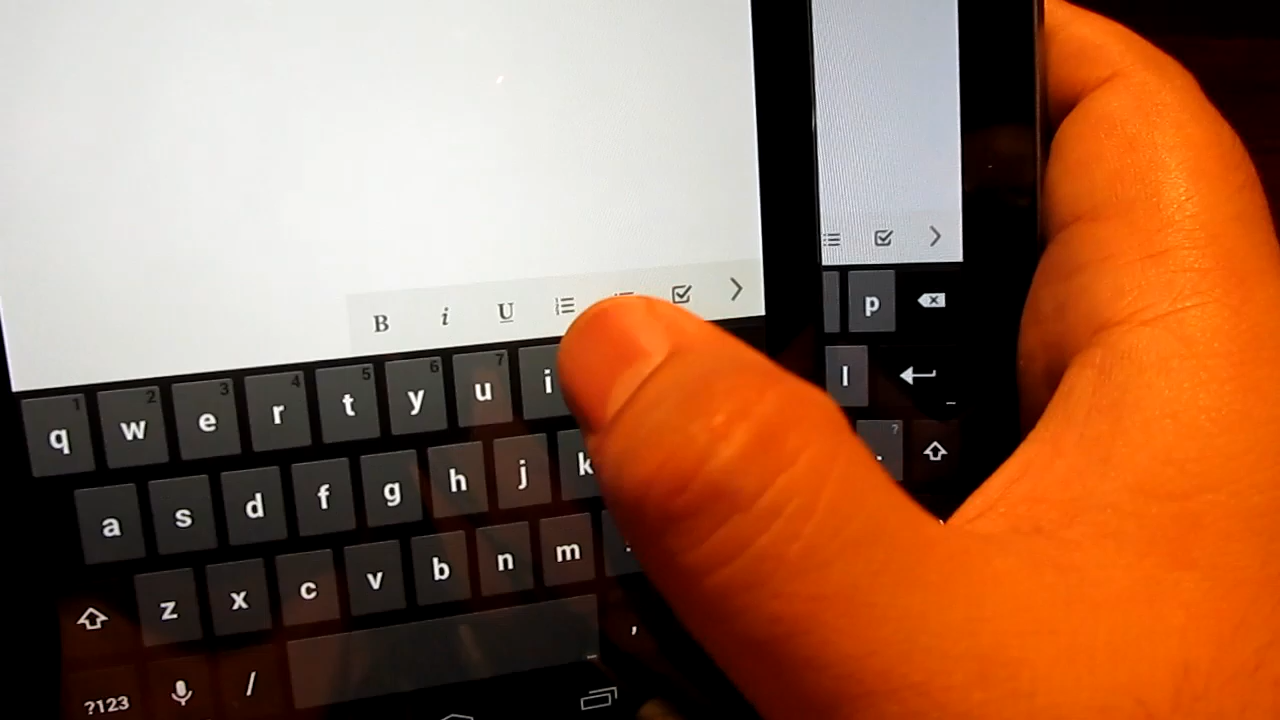 B i U
1 2 3 4 5 6 7
q w e r t y u i p
a s d f g h j k l
?
z x c v b n m .
?123 / ,